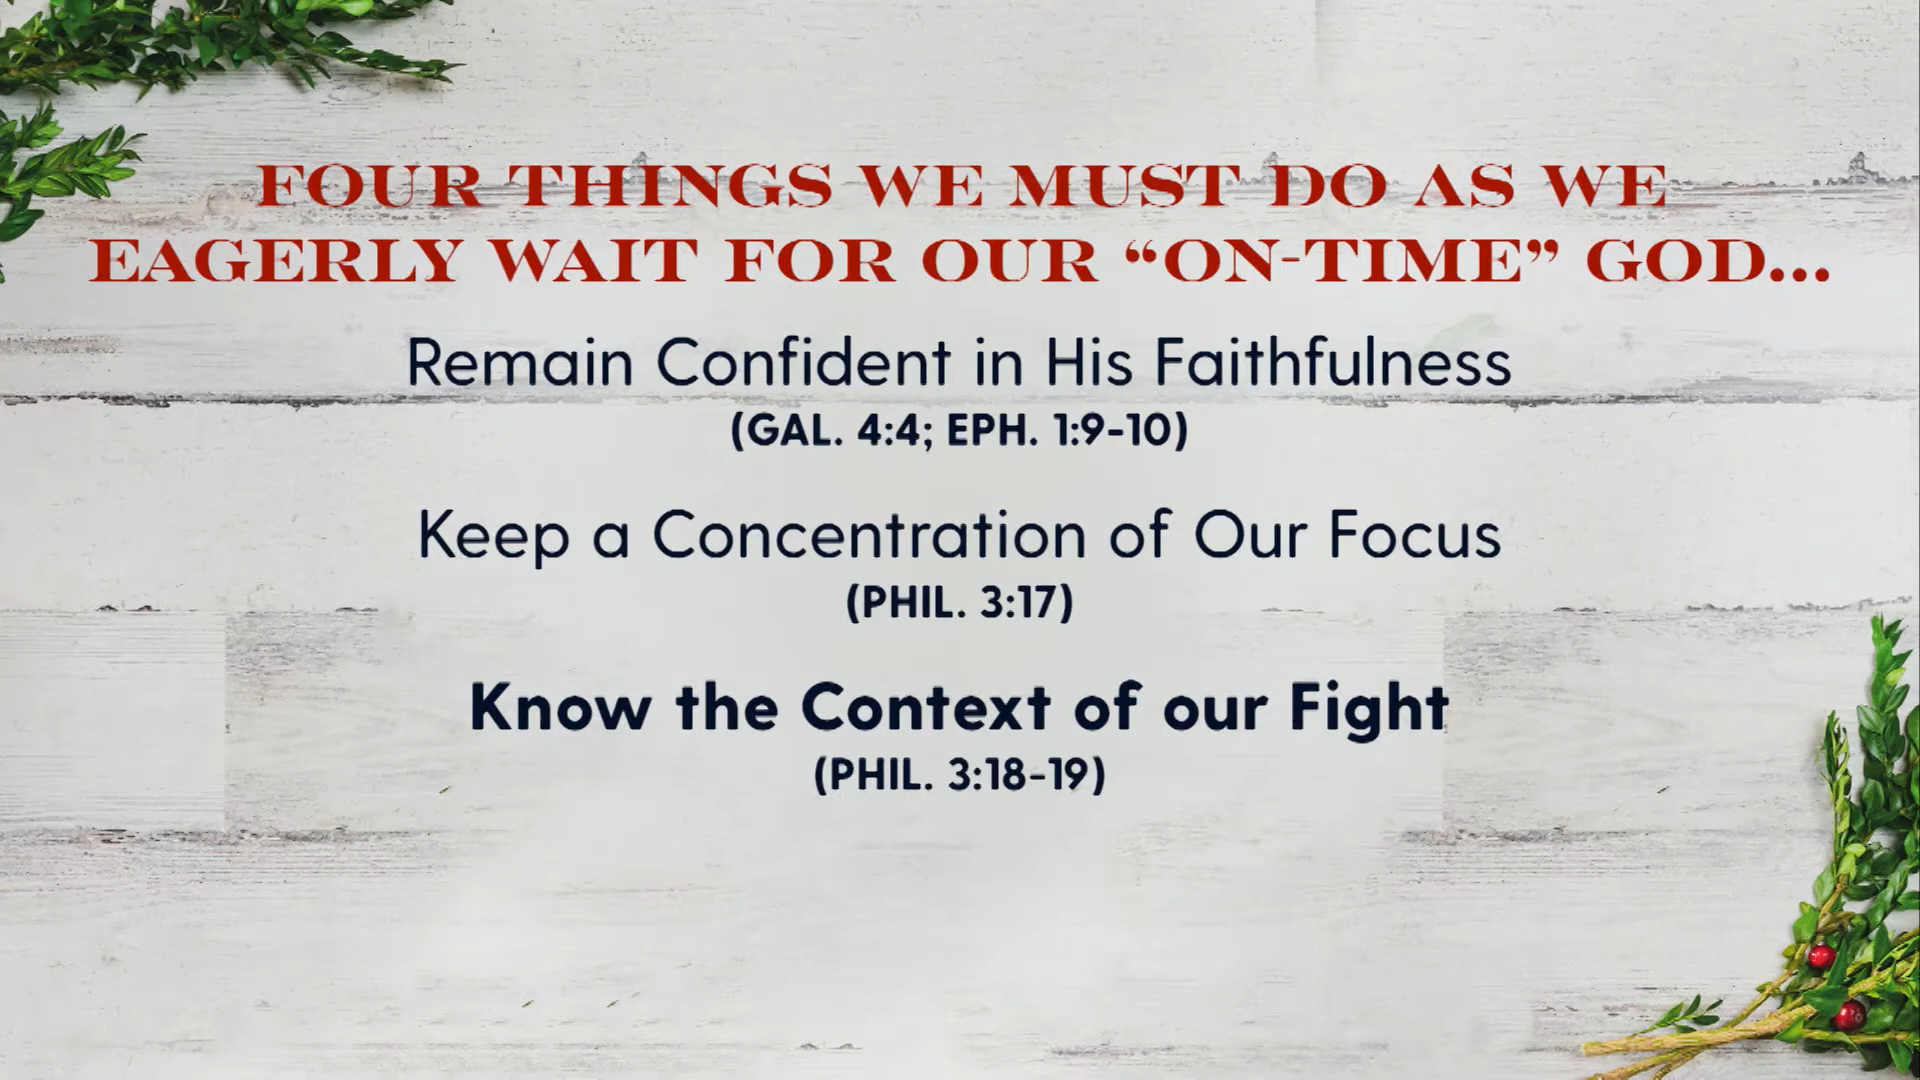 FOUR THINGS WE MUST DO AS WE
EAGERLY WAIT FOR OUR “ON-TIME” GOD...
Remain Confident in His Faithfulness
(GAL. 4:4; EPH. 1:9-10)
Keep a Concentration of Our Focus
(PHIL. 3:17)
Know the Context of our Fight
(PHIL. 3:18-19)